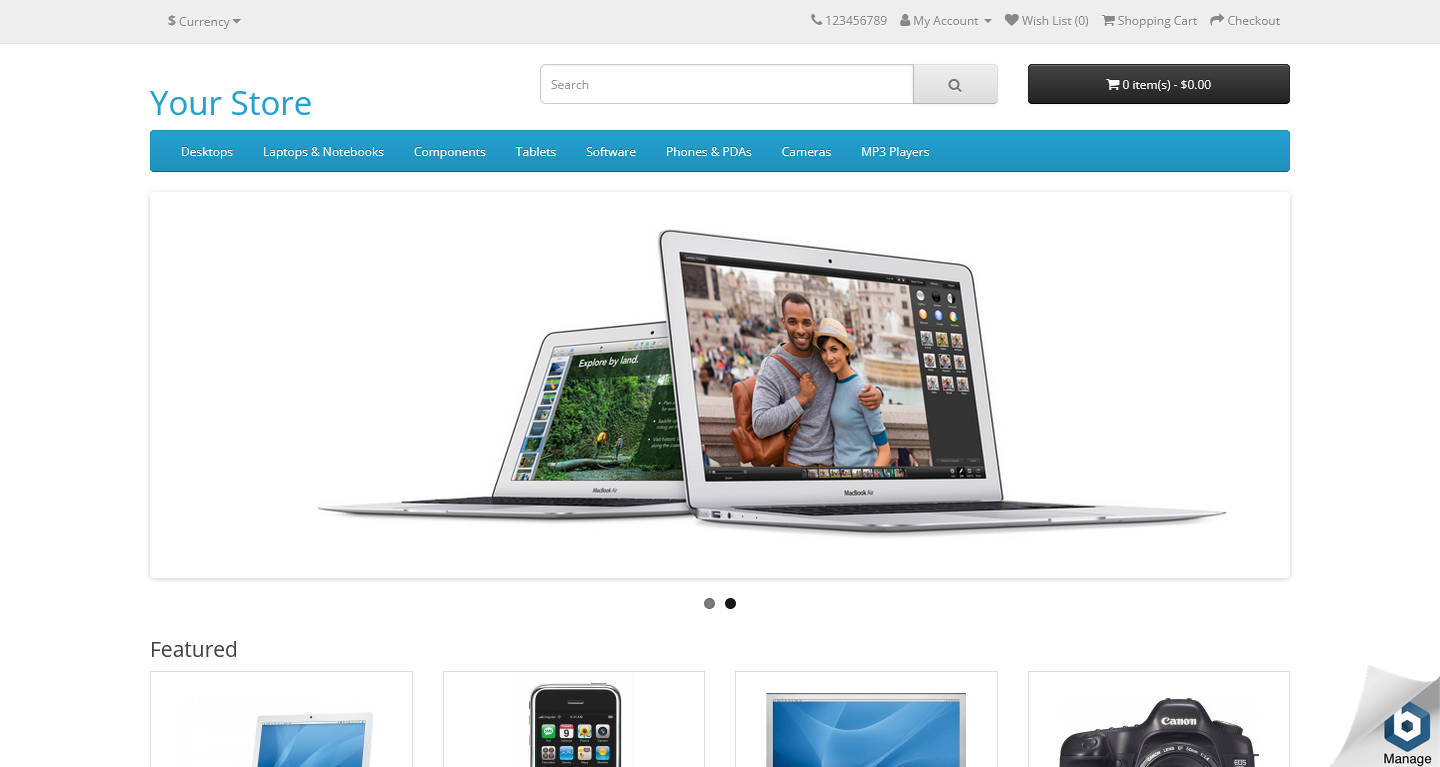 $ Currency
123456789 My Account Wish List (0) Shopping Cart Checkout
Your Store
Search
0 item(s) - $0.00
Desktops Laptops & Notebooks Components Tablets Software Phones & PDAs Cameras MP3 Players
Explore by land.
MacBook Air
MacBook Air
Featured
Canon
EOS
Manage